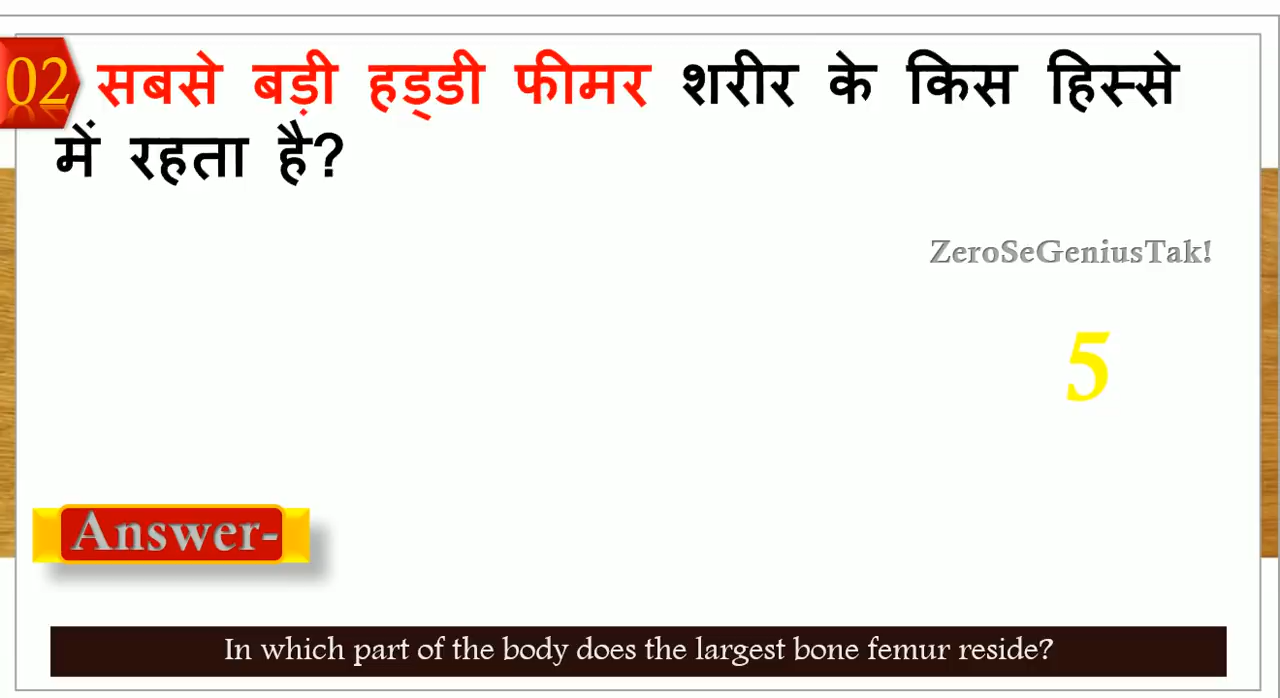 02 सबसे बड़ी हड्डी फीमर शरीर के किस हिस्से
में रहता है?
ZeroSeGeniusTak!
5
Answer-
In which part of the body does the largest bone femur reside?